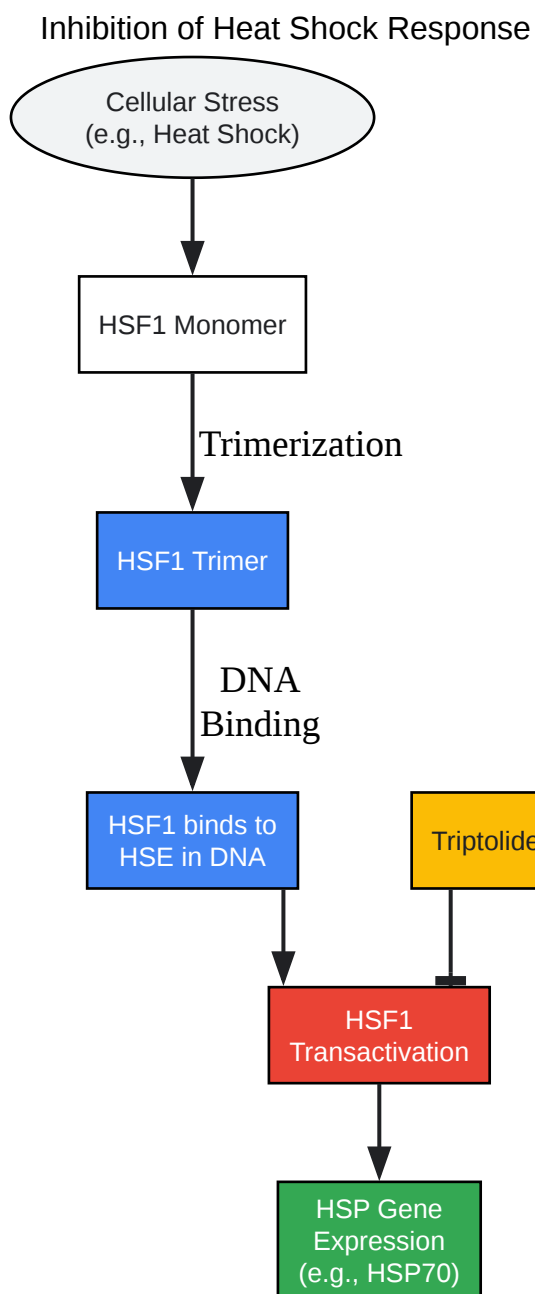 Inhibition of Heat Shock Response
Cellular Stress
(e.g., Heat Shock)
HSF1 Monomer
Trimerization
HSF1 Trimer
DNA
Binding
HSF1 binds to
HSE in DNA
Triptolide
HSF1
Transactivation
HSP Gene
Expression
(e.g., HSP70)